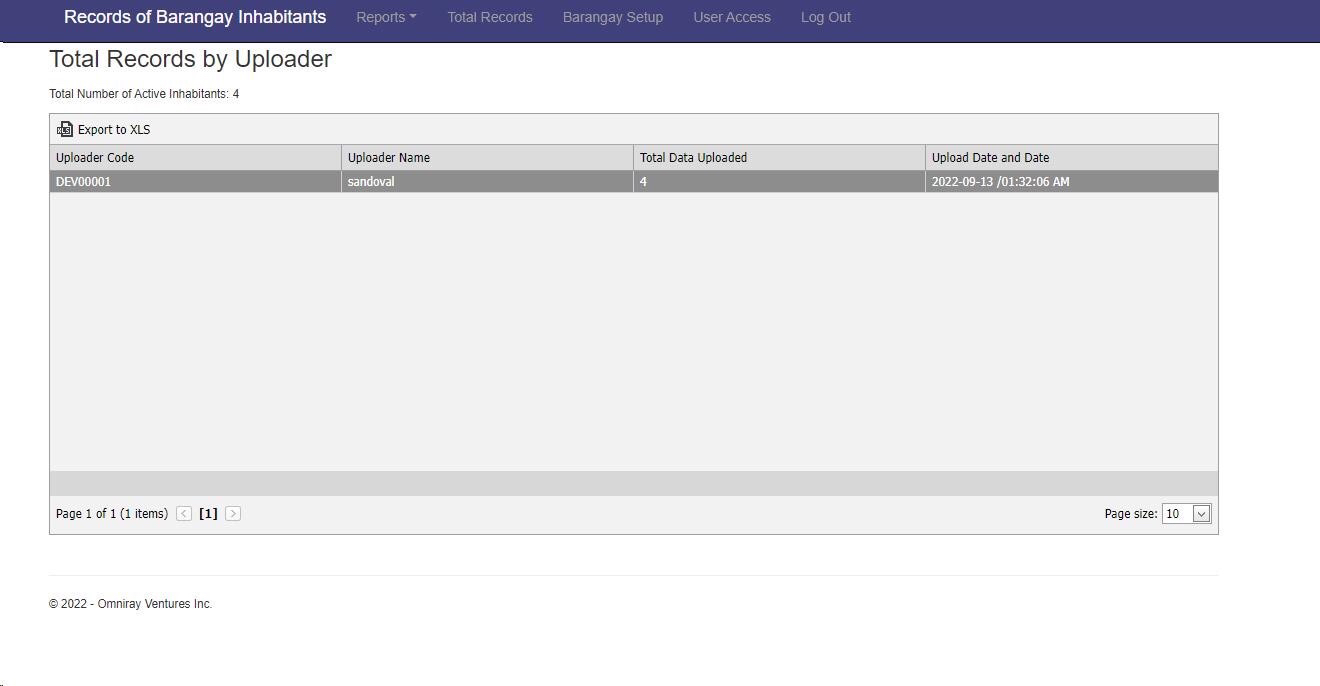 Records of Barangay Inhabitants Reports Total Records Barangay Setup User Access Log Out
Total Records by Uploader
Total Number of Active Inhabitants: 4
Export to XLS
Uploader Code Uploader Name Total Data Uploaded Upload Date and Date
DEV00001 sandoval 4 2022-09-13 /01:32:06 AM
Page 1 of 1 (1 items) [1] Page size: 10
© 2022 - Omniray Ventures Inc.